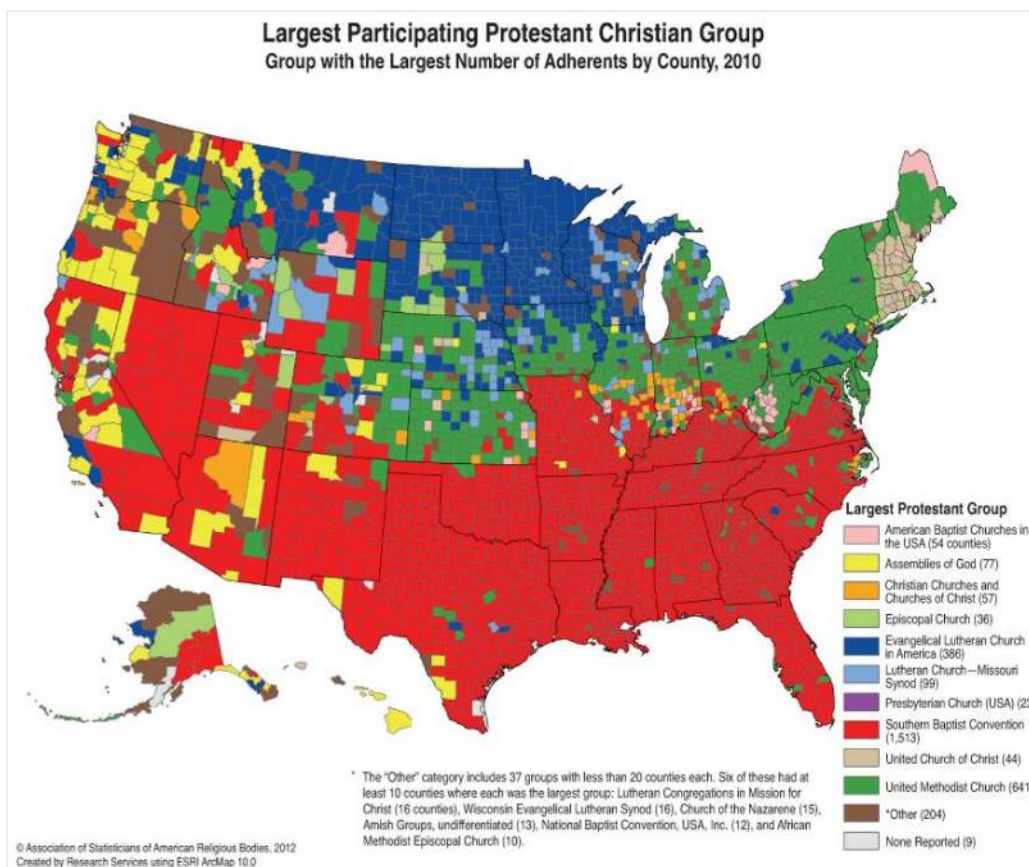 Largest Participating Protestant Christian Group
Group with the Largest Number of Adherents by County, 2010
Largest Protestant Group
American Baptist Churches in
the USA (54 counties)
Assemblies of God (77)
Christian Churches and
Churches of Christ (57)
Episcopal Church (36)
Evangelical Lutheran Church
in America (386)
Lutheran Church—Missouri
Synod (99)
Presbyterian Church (USA) (23
Southern Baptist Convention
(1,513)
United Church of Christ (44)
United Methodist Church (641
*Other (204)
None Reported (9)
* The "Other" category includes 37 groups with less than 20 counties each. Six of these had at
least 10 counties where each was the largest group: Lutheran Congregations in Mission for
Christ (16 counties), Wisconsin Evangelical Lutheran Synod (16), Church of the Nazarene (15),
Amish Groups, undifferentiated (13), National Baptist Convention, USA, Inc. (12), and African
Methodist Episcopal Church (10).
© Association of Statisticians of American Religious Bodies, 2012
Created by Research Services using ESRI ArcMap 10.0